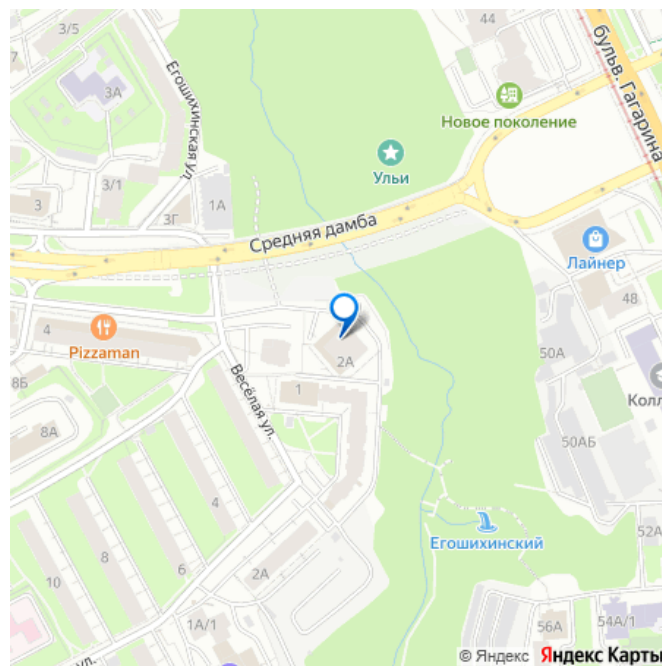 3/5
44
7
3А
Егошихинская ул.
бульв. Гагарина
Новое поколение
Ульи
3/1
3
3Г
1А
Средняя дамба
Лайнер
48
4
Pizzaman
2А
50А
8Б
1
Весёлая ул.
Колл
8А
50АБ
4
8
6
10
Егошихинский
52А
2А
1А/1
56А
54А/1
ул.
© Яндекс Яндекс Карты